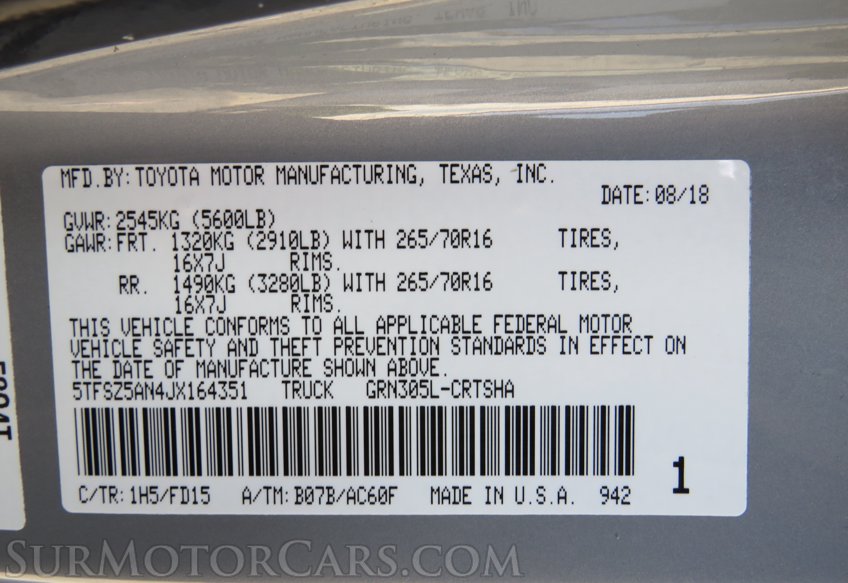 MFD.BY: TOYOTA MOTOR MANUFACTURING, TEXAS, INC.
DATE: 08/18
GVWR: 2545KG (5600LB)
GAWR: FRT. 1320KG (2910LB) WITH 265/70R16 TIRES,
16X7J RIMS.
RR. 1490KG (3280LB) WITH 265/70R16 TIRES,
16X7J RIMS.
THIS VEHICLE CONFORMS TO ALL APPLICABLE FEDERAL MOTOR
VEHICLE SAFETY AND THEFT PREVENTION STANDARDS IN EFFECT ON
THE DATE OF MANUFACTURE SHOWN ABOVE.
5TFSZ5AN4JX164351 TRUCK GRN305L-CRTSHA
1
C/TR: 1H5/FD15 A/TM: B07B/AC60F MADE IN U.S.A. 942
SurMotorCars.com